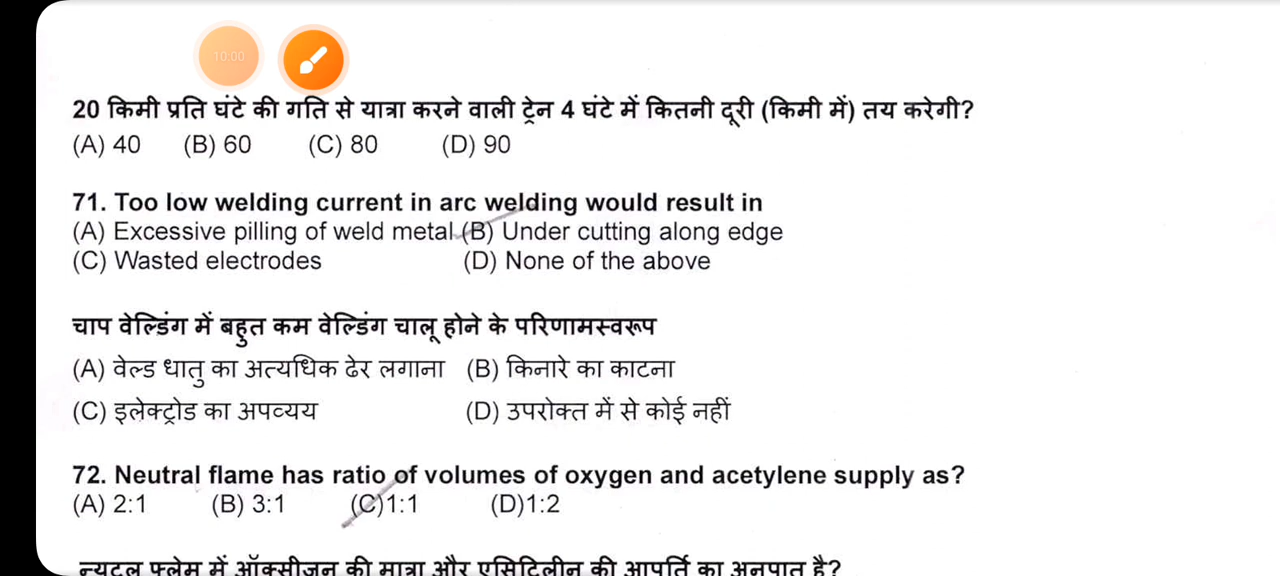 10:00
20 किमी प्रति घंटे की गति से यात्रा करने वाली ट्रेन 4 घंटे में कितनी दूरी (किमी में) तय करेगी?
(A) 40 (B) 60 (C) 80 (D) 90
71. Too low welding current in arc welding would result in
(A) Excessive pilling of weld metal (B) Under cutting along edge
(C) Wasted electrodes (D) None of the above
चाप वेल्डिंग में बहुत कम वेल्डिंग चालू होने के परिणामस्वरूप
(A) वेल्ड धातु का अत्यधिक ढेर लगाना (B) किनारे का काटना
(C) इलेक्ट्रोड का अपव्यय (D) उपरोक्त में से कोई नहीं
72. Neutral flame has ratio of volumes of oxygen and acetylene supply as?
(A) 2:1 (B) 3:1 (C)1:1 (D)1:2
न्यूट्रल फ्लेम में ऑक्सीजन की मात्रा और एसिटिलीन की आपूर्ति का अनुपात है?